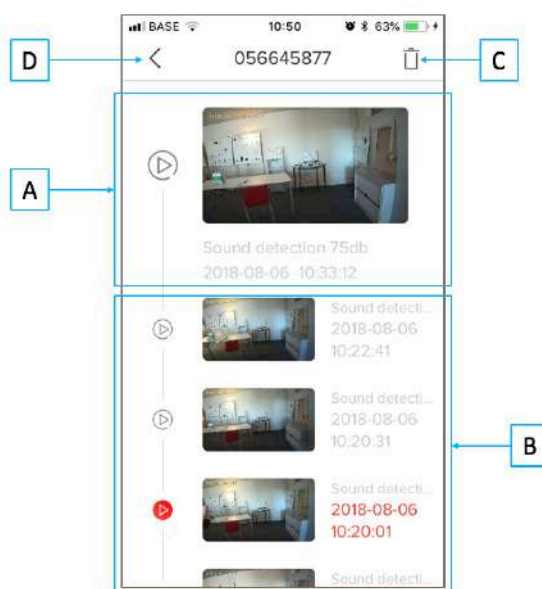 BASE 10:50 63%
D 056645877 C
A
Sound detection 75db
2018-08-06 10:33:12
Sound detecti...
2018-08-06
10:22:41
Sound detecti...
2018-08-06
10:20:31
B
Sound detecti...
2018-08-06
10:20:01
Sound detecti...